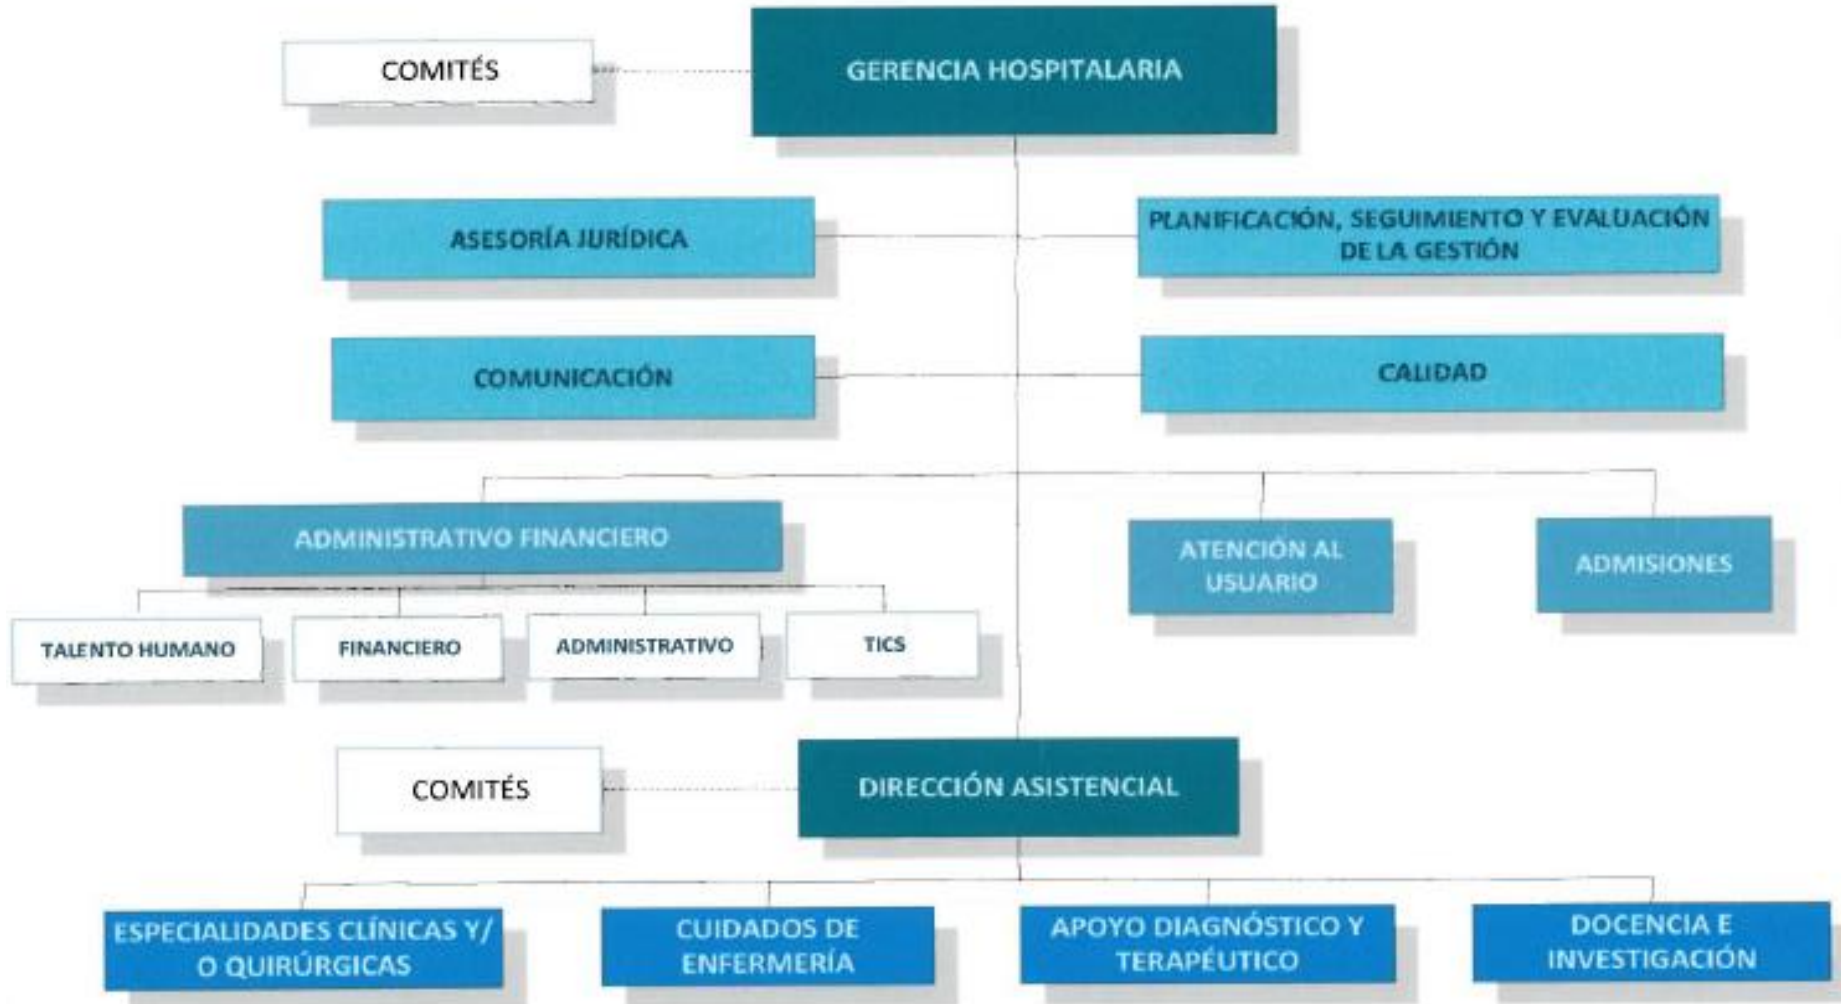 COMITÉS
GERENCIA HOSPITALARIA
ASESORÍA JURÍDICA
PLANIFICACIÓN, SEGUIMIENTO Y EVALUACIÓN
DE LA GESTIÓN
COMUNICACIÓN
CALIDAD
ADMINISTRATIVO FINANCIERO
ATENCIÓN AL
USUARIO
ADMISIONES
TALENTO HUMANO
FINANCIERO
ADMINISTRATIVO
TICS
COMITÉS
DIRECCIÓN ASISTENCIAL
ESPECIALIDADES CLÍNICAS Y/
O QUIRÚRGICAS
CUIDADOS DE
ENFERMERÍA
APOYO DIAGNÓSTICO Y
TERAPÉUTICO
DOCENCIA E
INVESTIGACIÓN